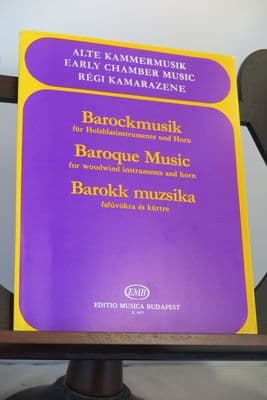 ALTE KAMMERMUSIK
EARLY CHAMBER MUSIC
RÉGI KAMARAZENE
Barockmusik
für Holzblasinstrumente und Horn
Baroque Music
for woodwind instruments and horn
Barokk muzsika
fafúvókra és kürtre
EMB
EDITIO MUSICA BUDAPEST